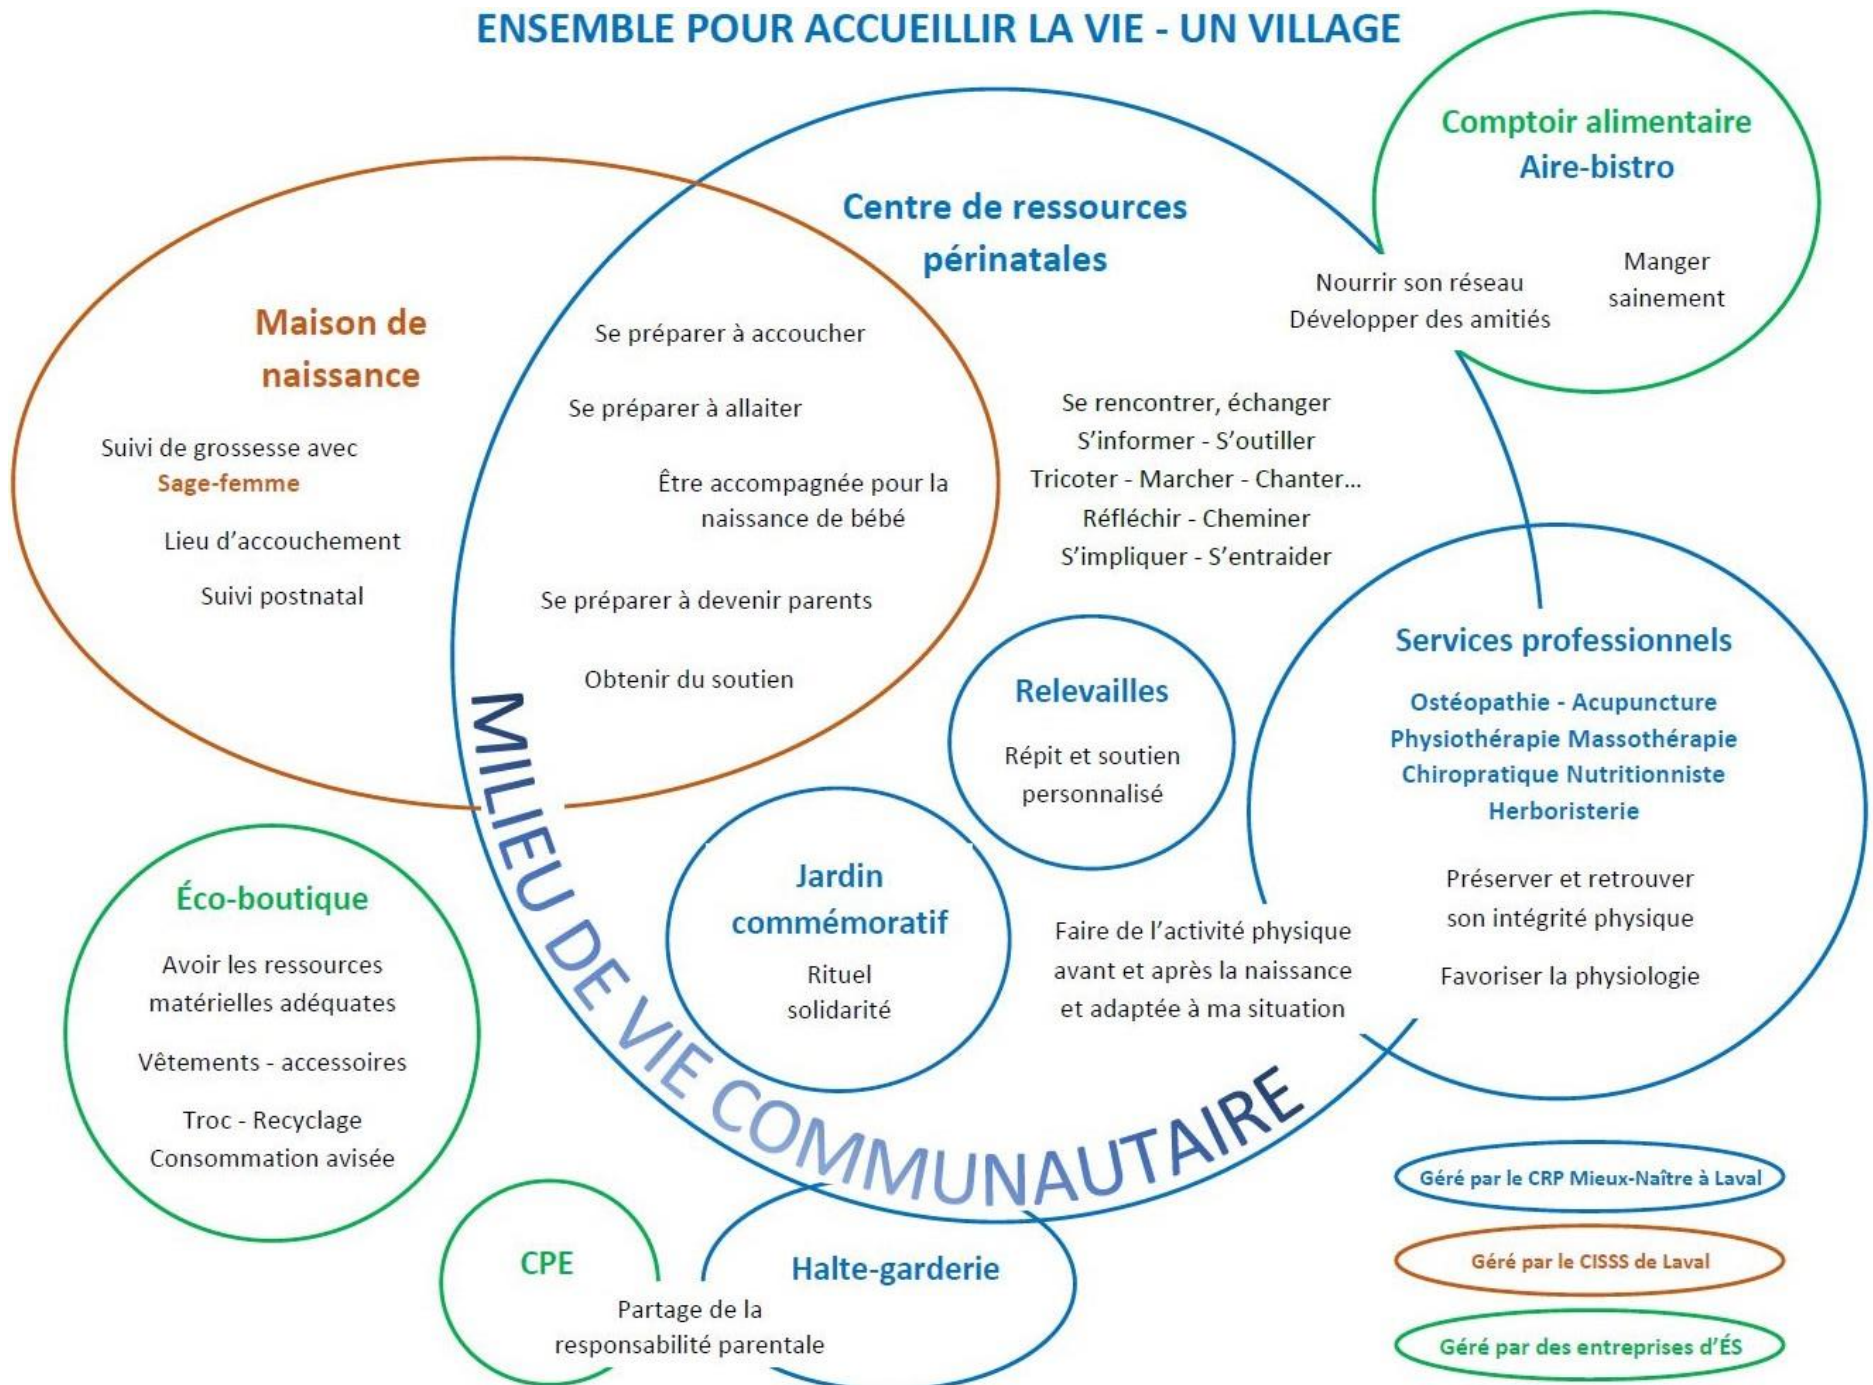 ENSEMBLE POUR ACCUEILLIR LA VIE - UN VILLAGE
Comptoir alimentaire
Aire-bistro
Manger
sainement
Nourrir son réseau
Développer des amitiés
Centre de ressources
périnatales
Se rencontrer, échanger
S'informer - S'outiller
Tricoter - Marcher - Chanter...
Réfléchir - Cheminer
S'impliquer - S'entraider
Maison de
naissance
Suivi de grossesse avec
Sage-femme
Lieu d'accouchement
Suivi postnatal
Se préparer à accoucher
Se préparer à allaiter
Être accompagnée pour la
naissance de bébé
Se préparer à devenir parents
Obtenir du soutien
Relevailles
Répit et soutien
personnalisé
Services professionnels
Ostéopathie - Acupuncture
Physiothérapie Massothérapie
Chiropratique Nutritionniste
Herboristerie
Préserver et retrouver
son intégrité physique
Favoriser la physiologie
Faire de l'activité physique
avant et après la naissance
et adaptée à ma situation
Jardin
commémoratif
Rituel
solidarité
MILIEU DE VIE COMMUNAUTAIRE
Éco-boutique
Avoir les ressources
matérielles adéquates
Vêtements - accessoires
Troc - Recyclage
Consommation avisée
CPE
Halte-garderie
Partage de la
responsabilité parentale
Géré par le CRP Mieux-Naître à Laval
Géré par le CISSS de Laval
Géré par des entreprises d'ÉS